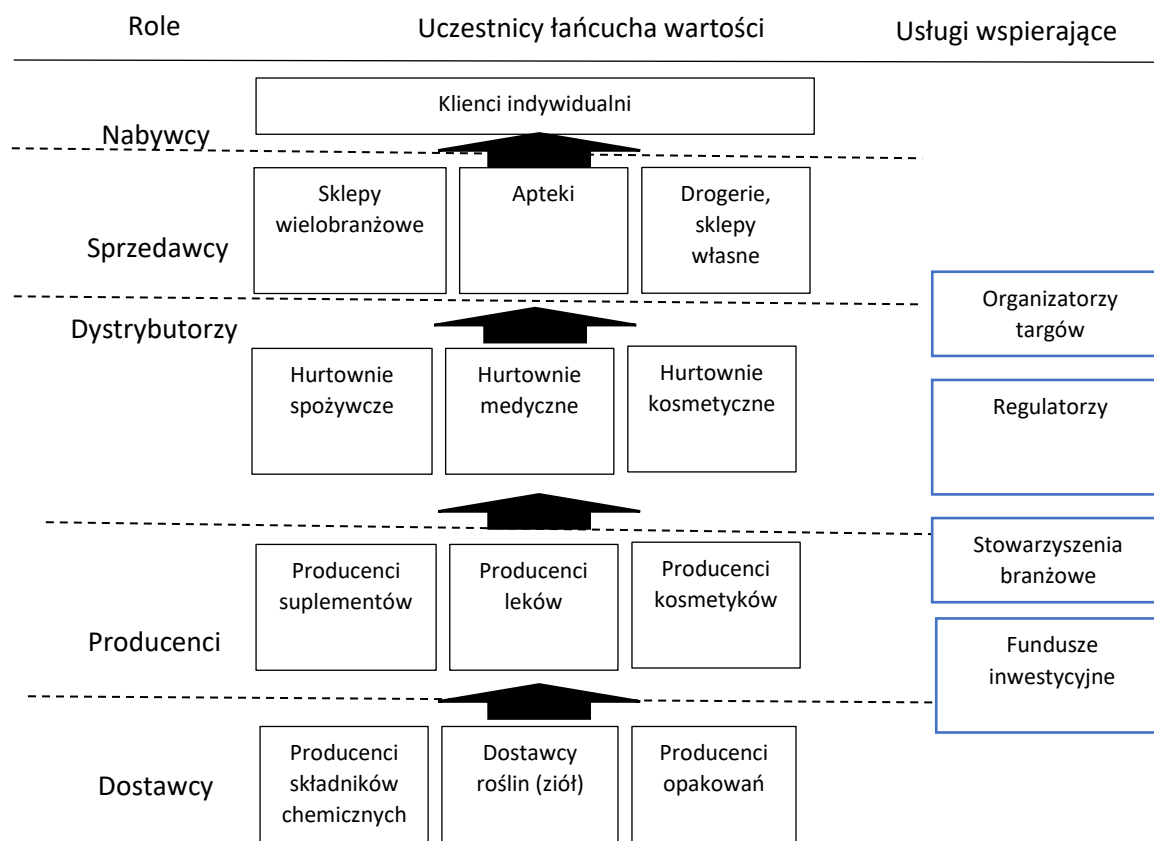 Role
Uczestnicy łańcucha wartości
Usługi wspierające
Klienci indywidualni
Nabywcy
Sklepy
wielobranżowe
Apteki
Drogerie,
sklepy
własne
Sprzedawcy
Organizatorzy
targów
Dystrybutorzy
Hurtownie
spożywcze
Hurtownie
medyczne
Hurtownie
kosmetyczne
Regulatorzy
Stowarzyszenia
branżowe
Producenci
suplementów
Producenci
leków
Producenci
kosmetyków
Producenci
Fundusze
inwestycyjne
Dostawcy
Producenci
składników
chemicznych
Dostawcy
roślin (ziół)
Producenci
opakowań